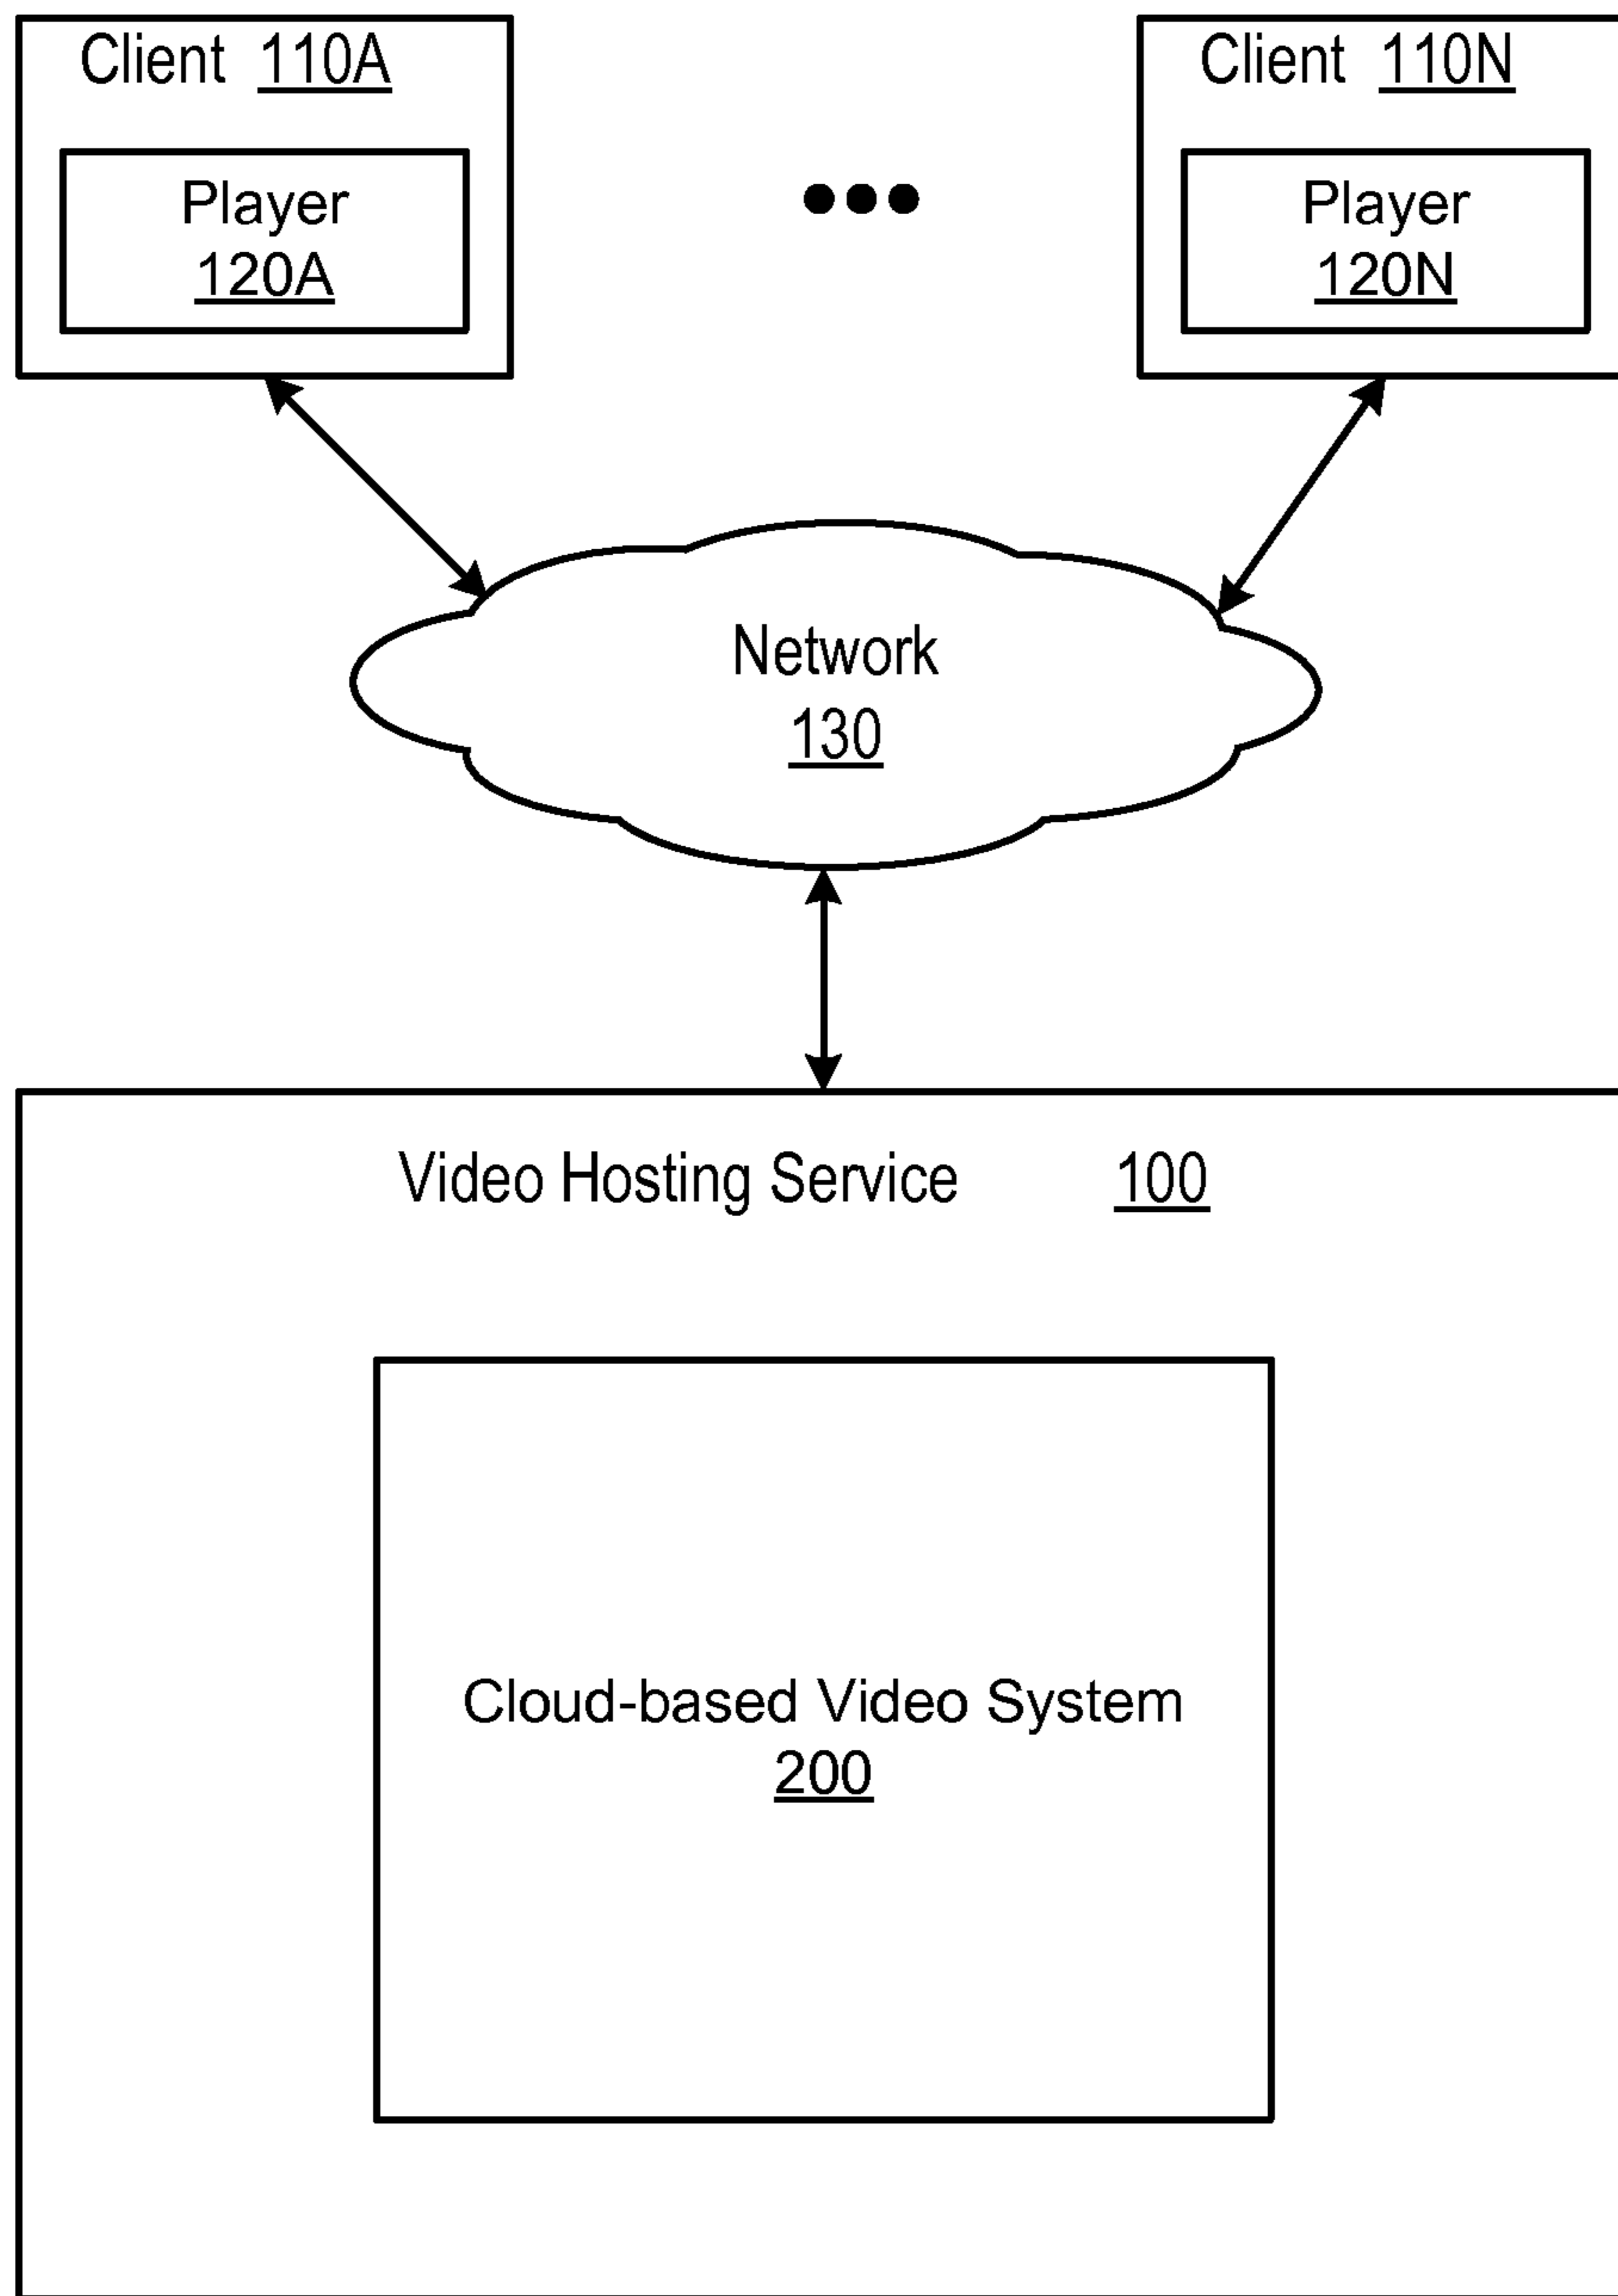 Client 110A
Player
120A
Client 110N
Player
120N
Network
130
Video Hosting Service 100
Cloud-based Video System
200